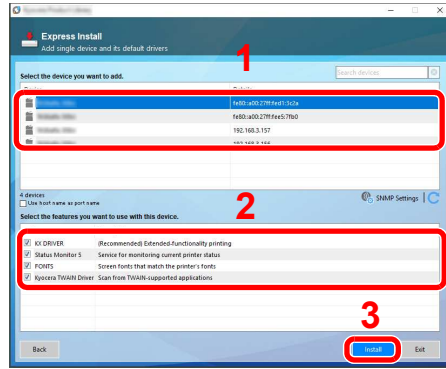 Express Install
Add single device and its default drivers
1
Select the device you want to add.
Search devices
fe80::a00:27ff:fed1:3c2a
fe80::a00:27ff:fee5:7fb0
192.168.3.157
4 devices
SNMP Settings
Use host name as port name
2
Select the features you want to use with this device.
KX DRIVER (Recommended) Extended-functionality printing
Status Monitor 5 Service for monitoring current printer status
FONTS Screen fonts that match the printer's fonts
Kyocera TWAIN Driver Scan from TWAIN-supported applications
3
Back
Install
Exit